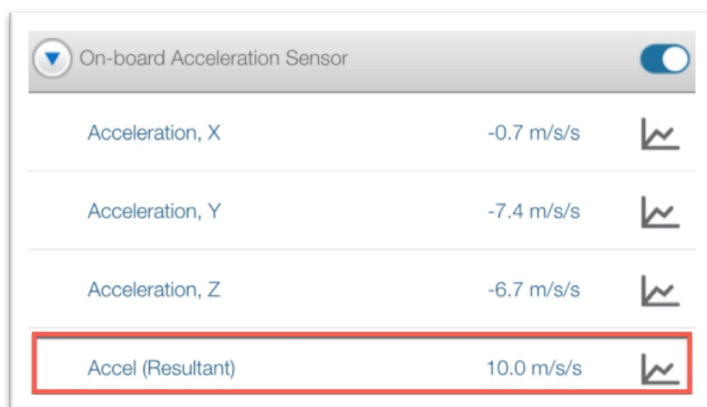 On-board Acceleration Sensor
Acceleration, X -0.7 m/s/s
Acceleration, Y -7.4 m/s/s
Acceleration, Z -6.7 m/s/s
Accel (Resultant) 10.0 m/s/s